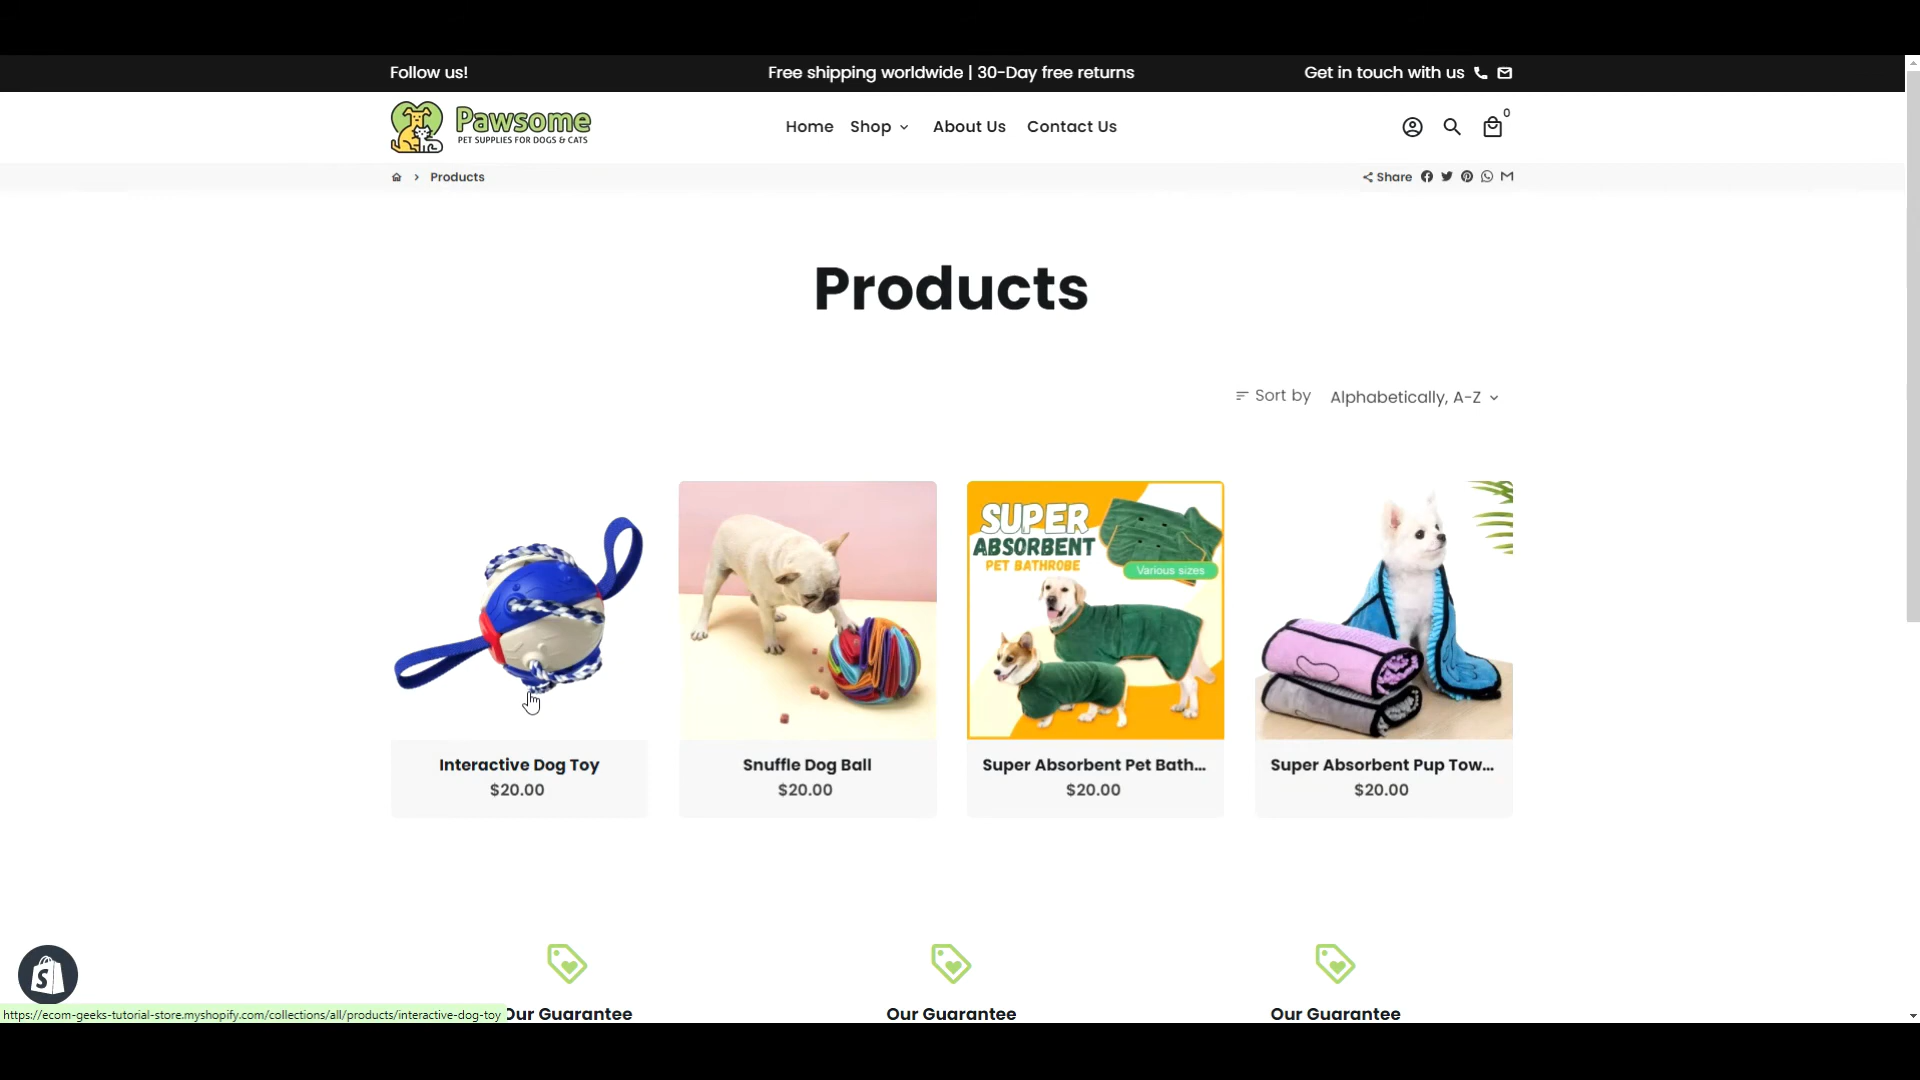 Follow us!
Free shipping worldwide | 30-Day free returns
Get in touch with us
Pawsome
PET SUPPLIES FOR DOGS & CATS
Home
Shop
About Us
Contact Us
0
Products
Share
Products
Sort by
Alphabetically, A-Z
SUPER
ABSORBENT
PET BATHROBE
Various sizes
Interactive Dog Toy
$20.00
Snuffle Dog Ball
$20.00
Super Absorbent Pet Bath...
$20.00
Super Absorbent Pup Tow...
$20.00
Our Guarantee
Our Guarantee
Our Guarantee
https://ecom-geeks-tutorial-store.myshopify.com/collections/all/products/interactive-dog-toy